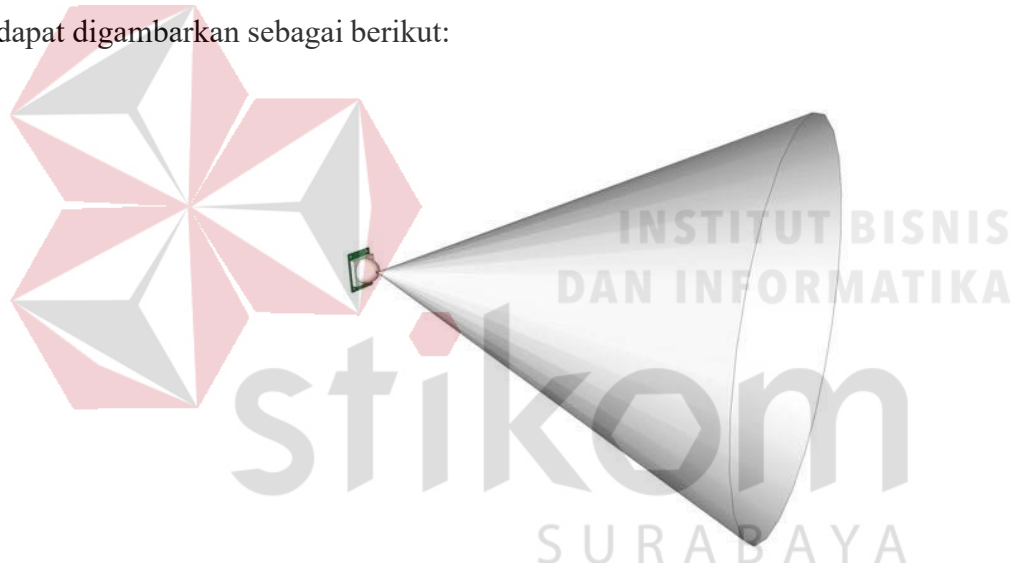 dapat digambarkan sebagai berikut:
INSTITUT BISNIS
DAN INFORMATIKA
stikom
SURABAYA